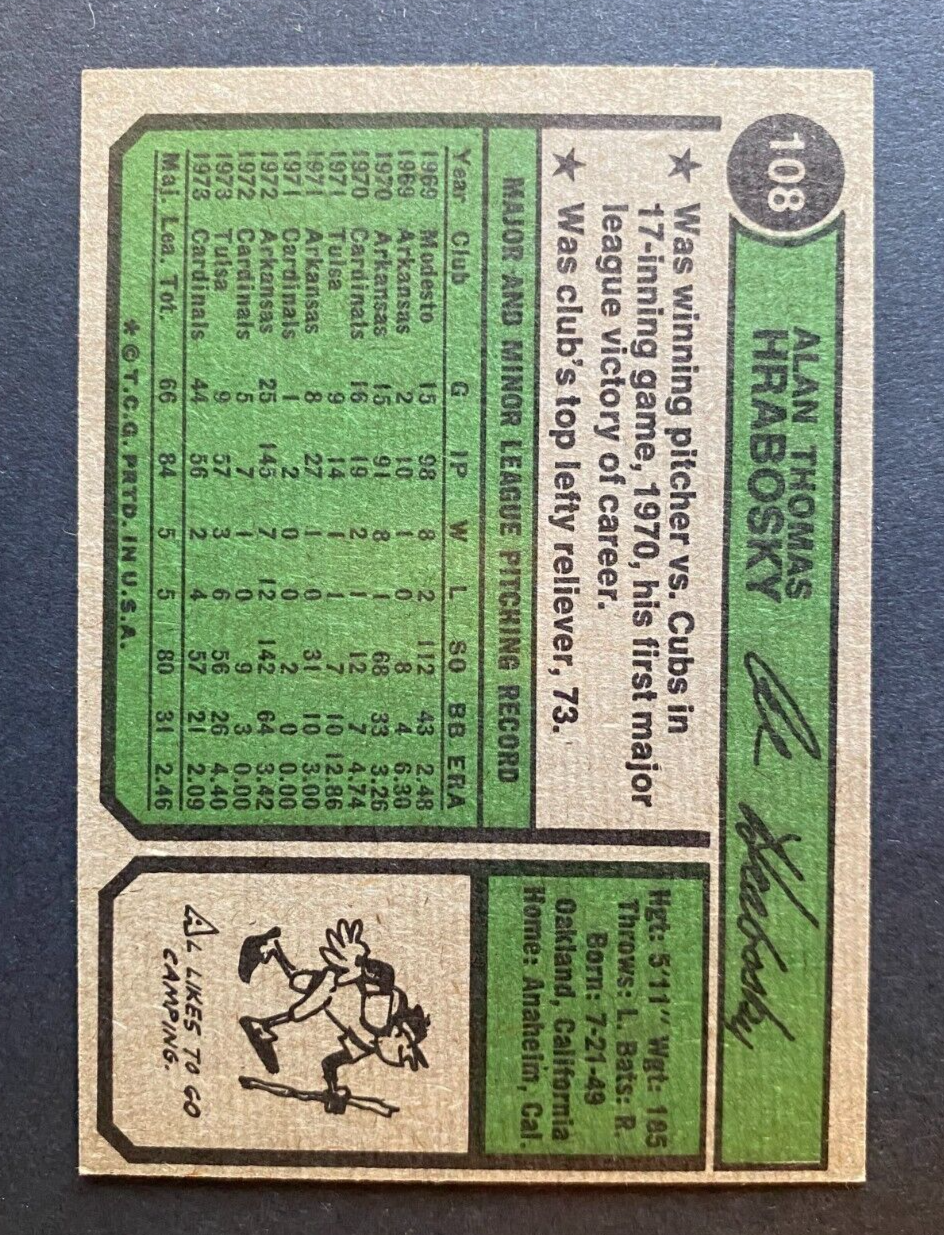 108
ALAN THOMAS
HRABOSKY
Al Hrabosky
★ Was winning pitcher vs. Cubs in
17-inning game, 1970, his first major
league victory of career.
★ Was club's top lefty reliever, 73.
MAJOR AND MINOR LEAGUE PITCHING RECORD
Year Club G IP W L SO BB ERA
1969 Modesto 15 98 8 2 112 43 2.48
1969 Arkansas 2 10 1 0 8 4 6.30
1970 Arkansas 15 91 8 1 68 33 3.26
1970 Cardinals 16 19 2 1 12 7 4.74
1971 Tulsa 9 14 1 1 7 10 12.86
1971 Arkansas 8 27 1 0 31 10 3.00
1971 Cardinals 1 2 0 0 2 0 0.00
1972 Arkansas 25 145 7 12 142 64 3.42
1972 Cardinals 5 7 1 0 9 3 0.00
1973 Tulsa 9 57 3 6 56 26 4.40
1973 Cardinals 44 56 2 4 57 21 2.09
Maj. Lea. Tot. 66 84 5 5 80 31 2.46
*© T.C.G. PRTD. IN U.S.A.
Hgt: 5'11" Wgt: 185
Throws: L. Bats: R.
Born: 7-21-49
Oakland, California
Home: Anaheim, Cal.
AL LIKES TO GO
CAMPING.